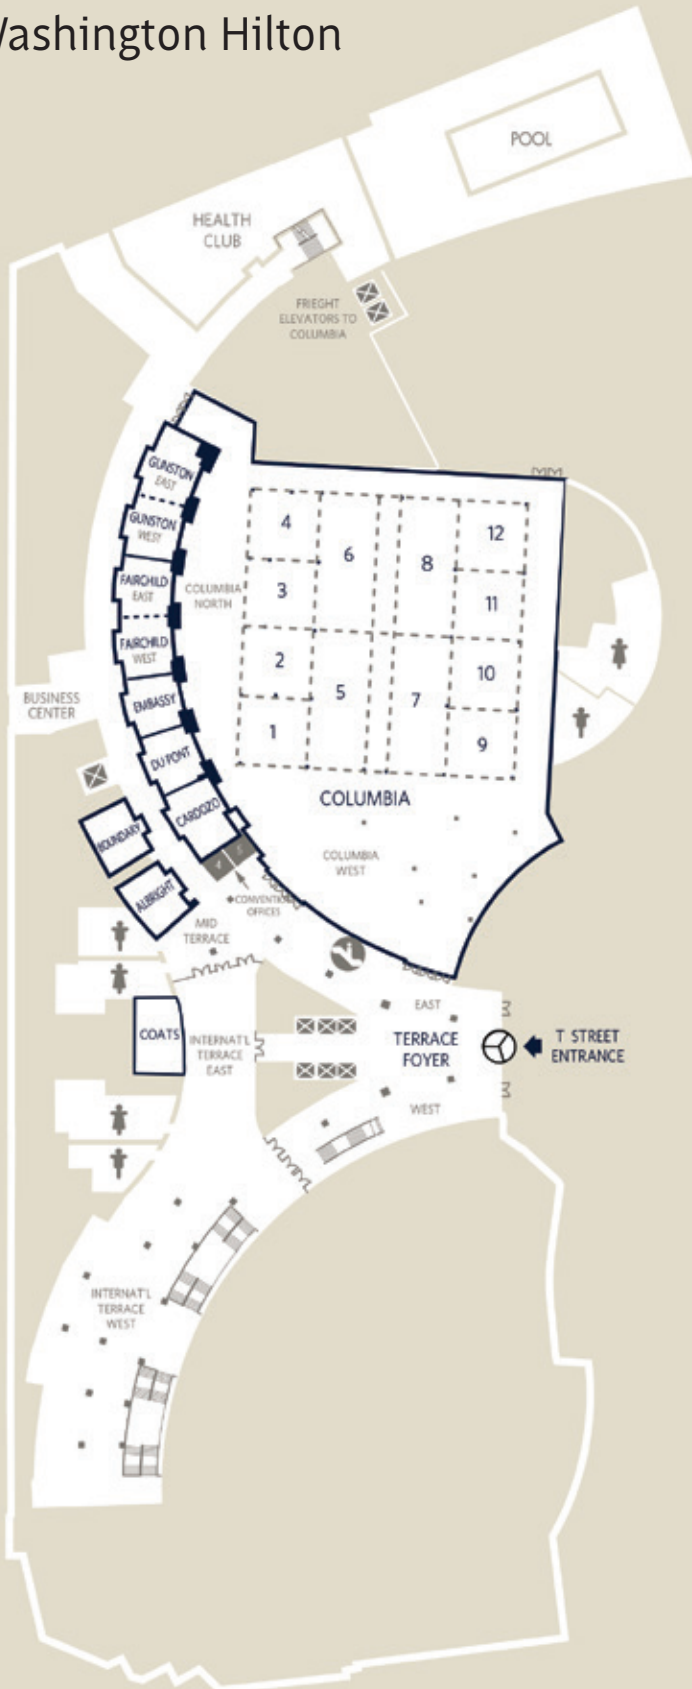 Washington Hilton
POOL
HEALTH
CLUB
FRIEGHT
ELEVATORS TO
COLUMBIA
GUNSTON
EAST
GUNSTON
WEST
FAIRCHILD
EAST
FAIRCHILD
WEST
EMBASSY
DU PONT
CARDOZO
BUSINESS
CENTER
BOUNDARY
ALBRIGHT
COLUMBIA
NORTH
4
6
8
12
3
11
2
5
7
10
1
9
COLUMBIA
COLUMBIA
WEST
CONVENTION
OFFICES
MID
TERRACE
COATS
INTERNAT'L
TERRACE
EAST
EAST
TERRACE
FOYER
WEST
T STREET
ENTRANCE
INTERNAT'L
TERRACE
WEST